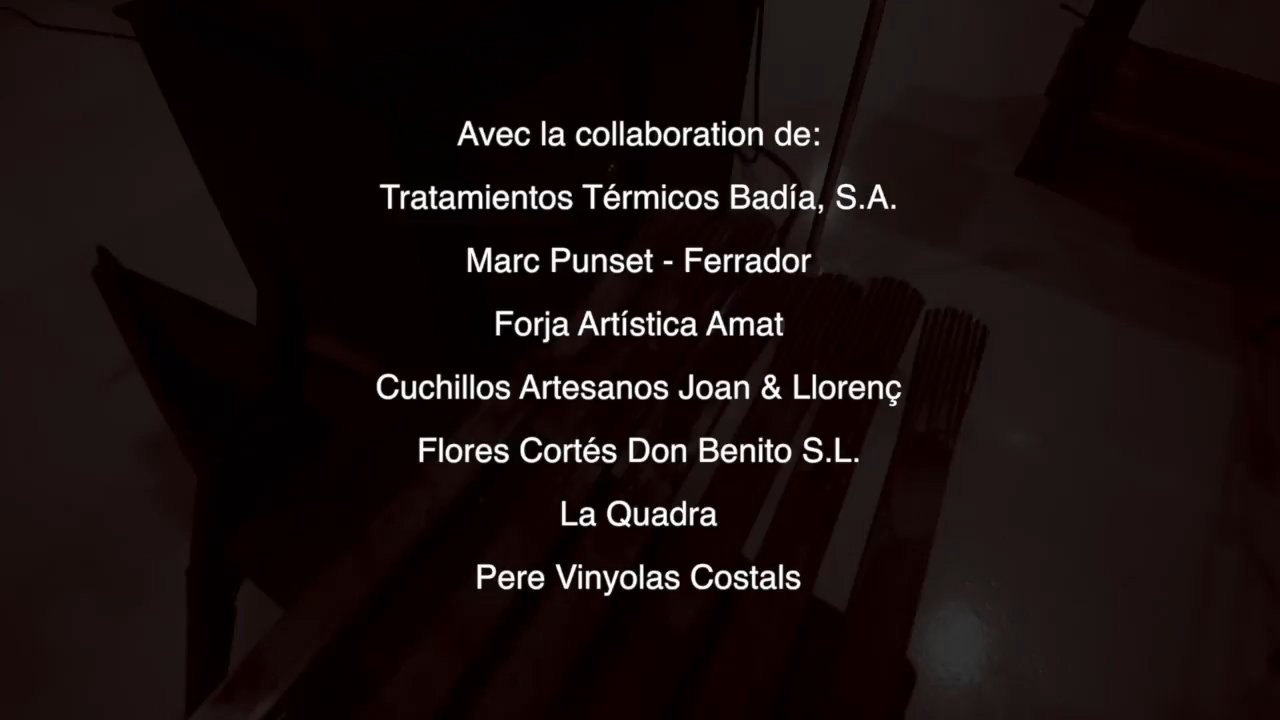 Avec la collaboration de:
Tratamientos Térmicos Badía, S.A.
Marc Punset - Ferrador
Forja Artística Amat
Cuchillos Artesanos Joan & Llorenç
Flores Cortés Don Benito S.L.
La Quadra
Pere Vinyolas Costals